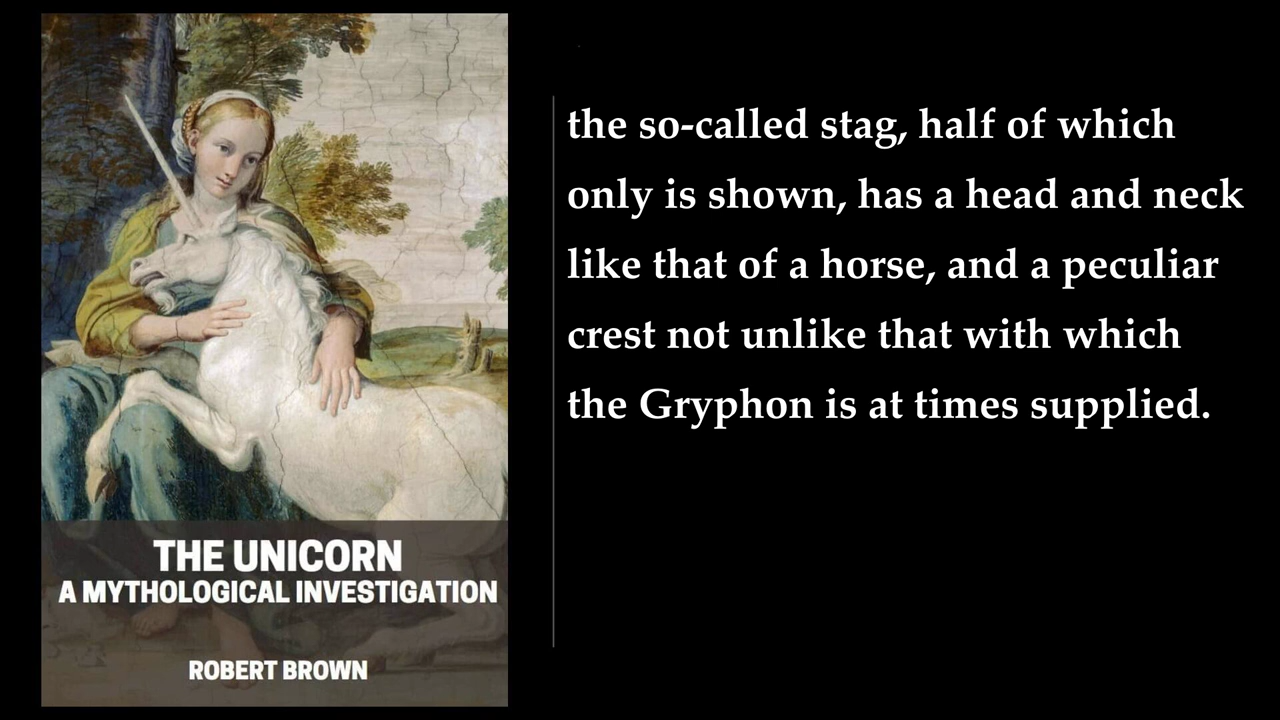 THE UNICORN
A MYTHOLOGICAL INVESTIGATION
ROBERT BROWN
the so-called stag, half of which
only is shown, has a head and neck
like that of a horse, and a peculiar
crest not unlike that with which
the Gryphon is at times supplied.